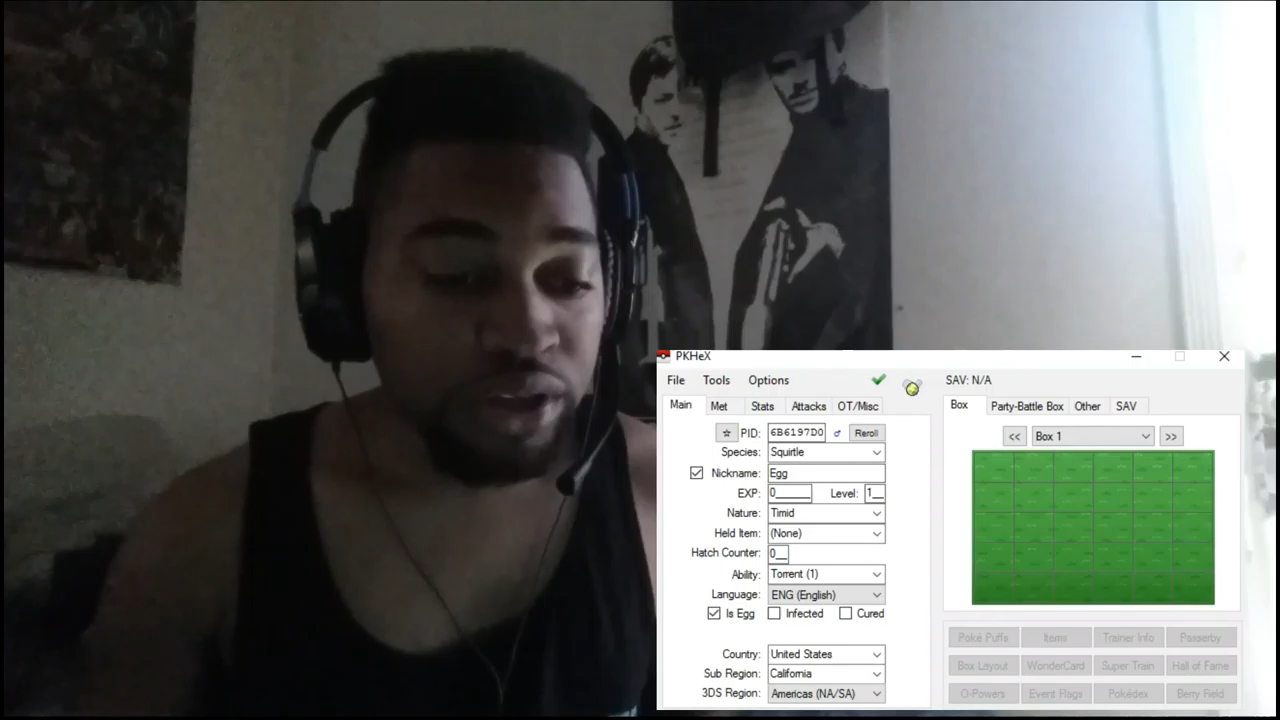 PKHeX
File Tools Options SAV: N/A
Main Met Stats Attacks OT/Misc
Box Party-Battle Box Other SAV
PID: 6B6197D0 ♂ Reroll
Species: Squirtle
Nickname: Egg
EXP: 0 Level: 1
Nature: Timid
Held Item: (None)
Hatch Counter: 0
Ability: Torrent (1)
Language: ENG (English)
Is Egg Infected Cured
Country: United States
Sub Region: California
3DS Region: Americas (NA/SA)
<< Box 1 >>
Poké Puffs Items Trainer Info Passerby
Box Layout WonderCard Super Train Hall of Fame
O-Powers Event Flags Pokédex Berry Field